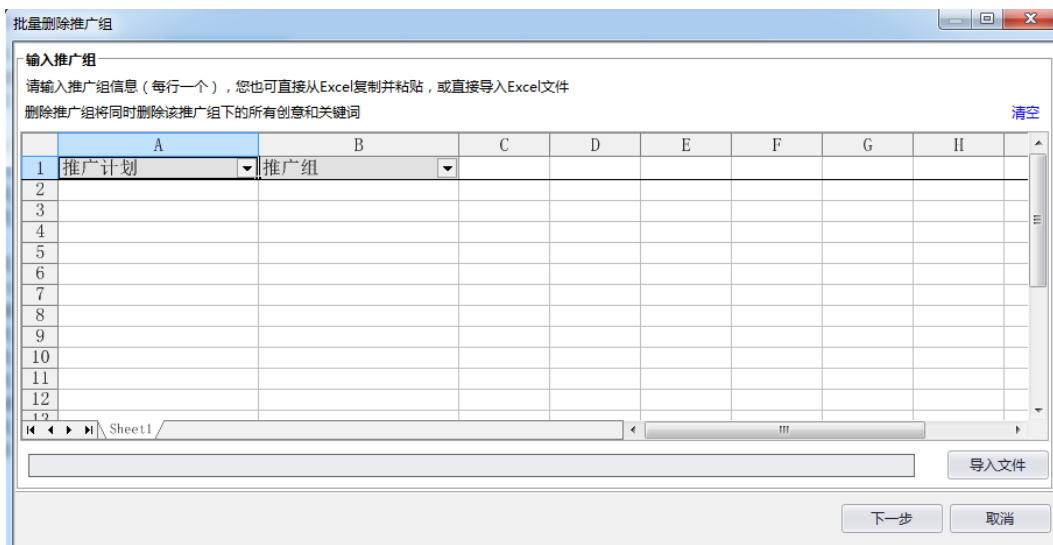 批量删除推广组
输入推广组
请输入推广组信息（每行一个），您也可直接从Excel复制并粘贴，或直接导入Excel文件
删除推广组将同时删除该推广组下的所有创意和关键词
清空
A B C D E F G H
1 推广计划 推广组
2
3
4
5
6
7
8
9
10
11
12
13
Sheet1
导入文件
下一步 取消